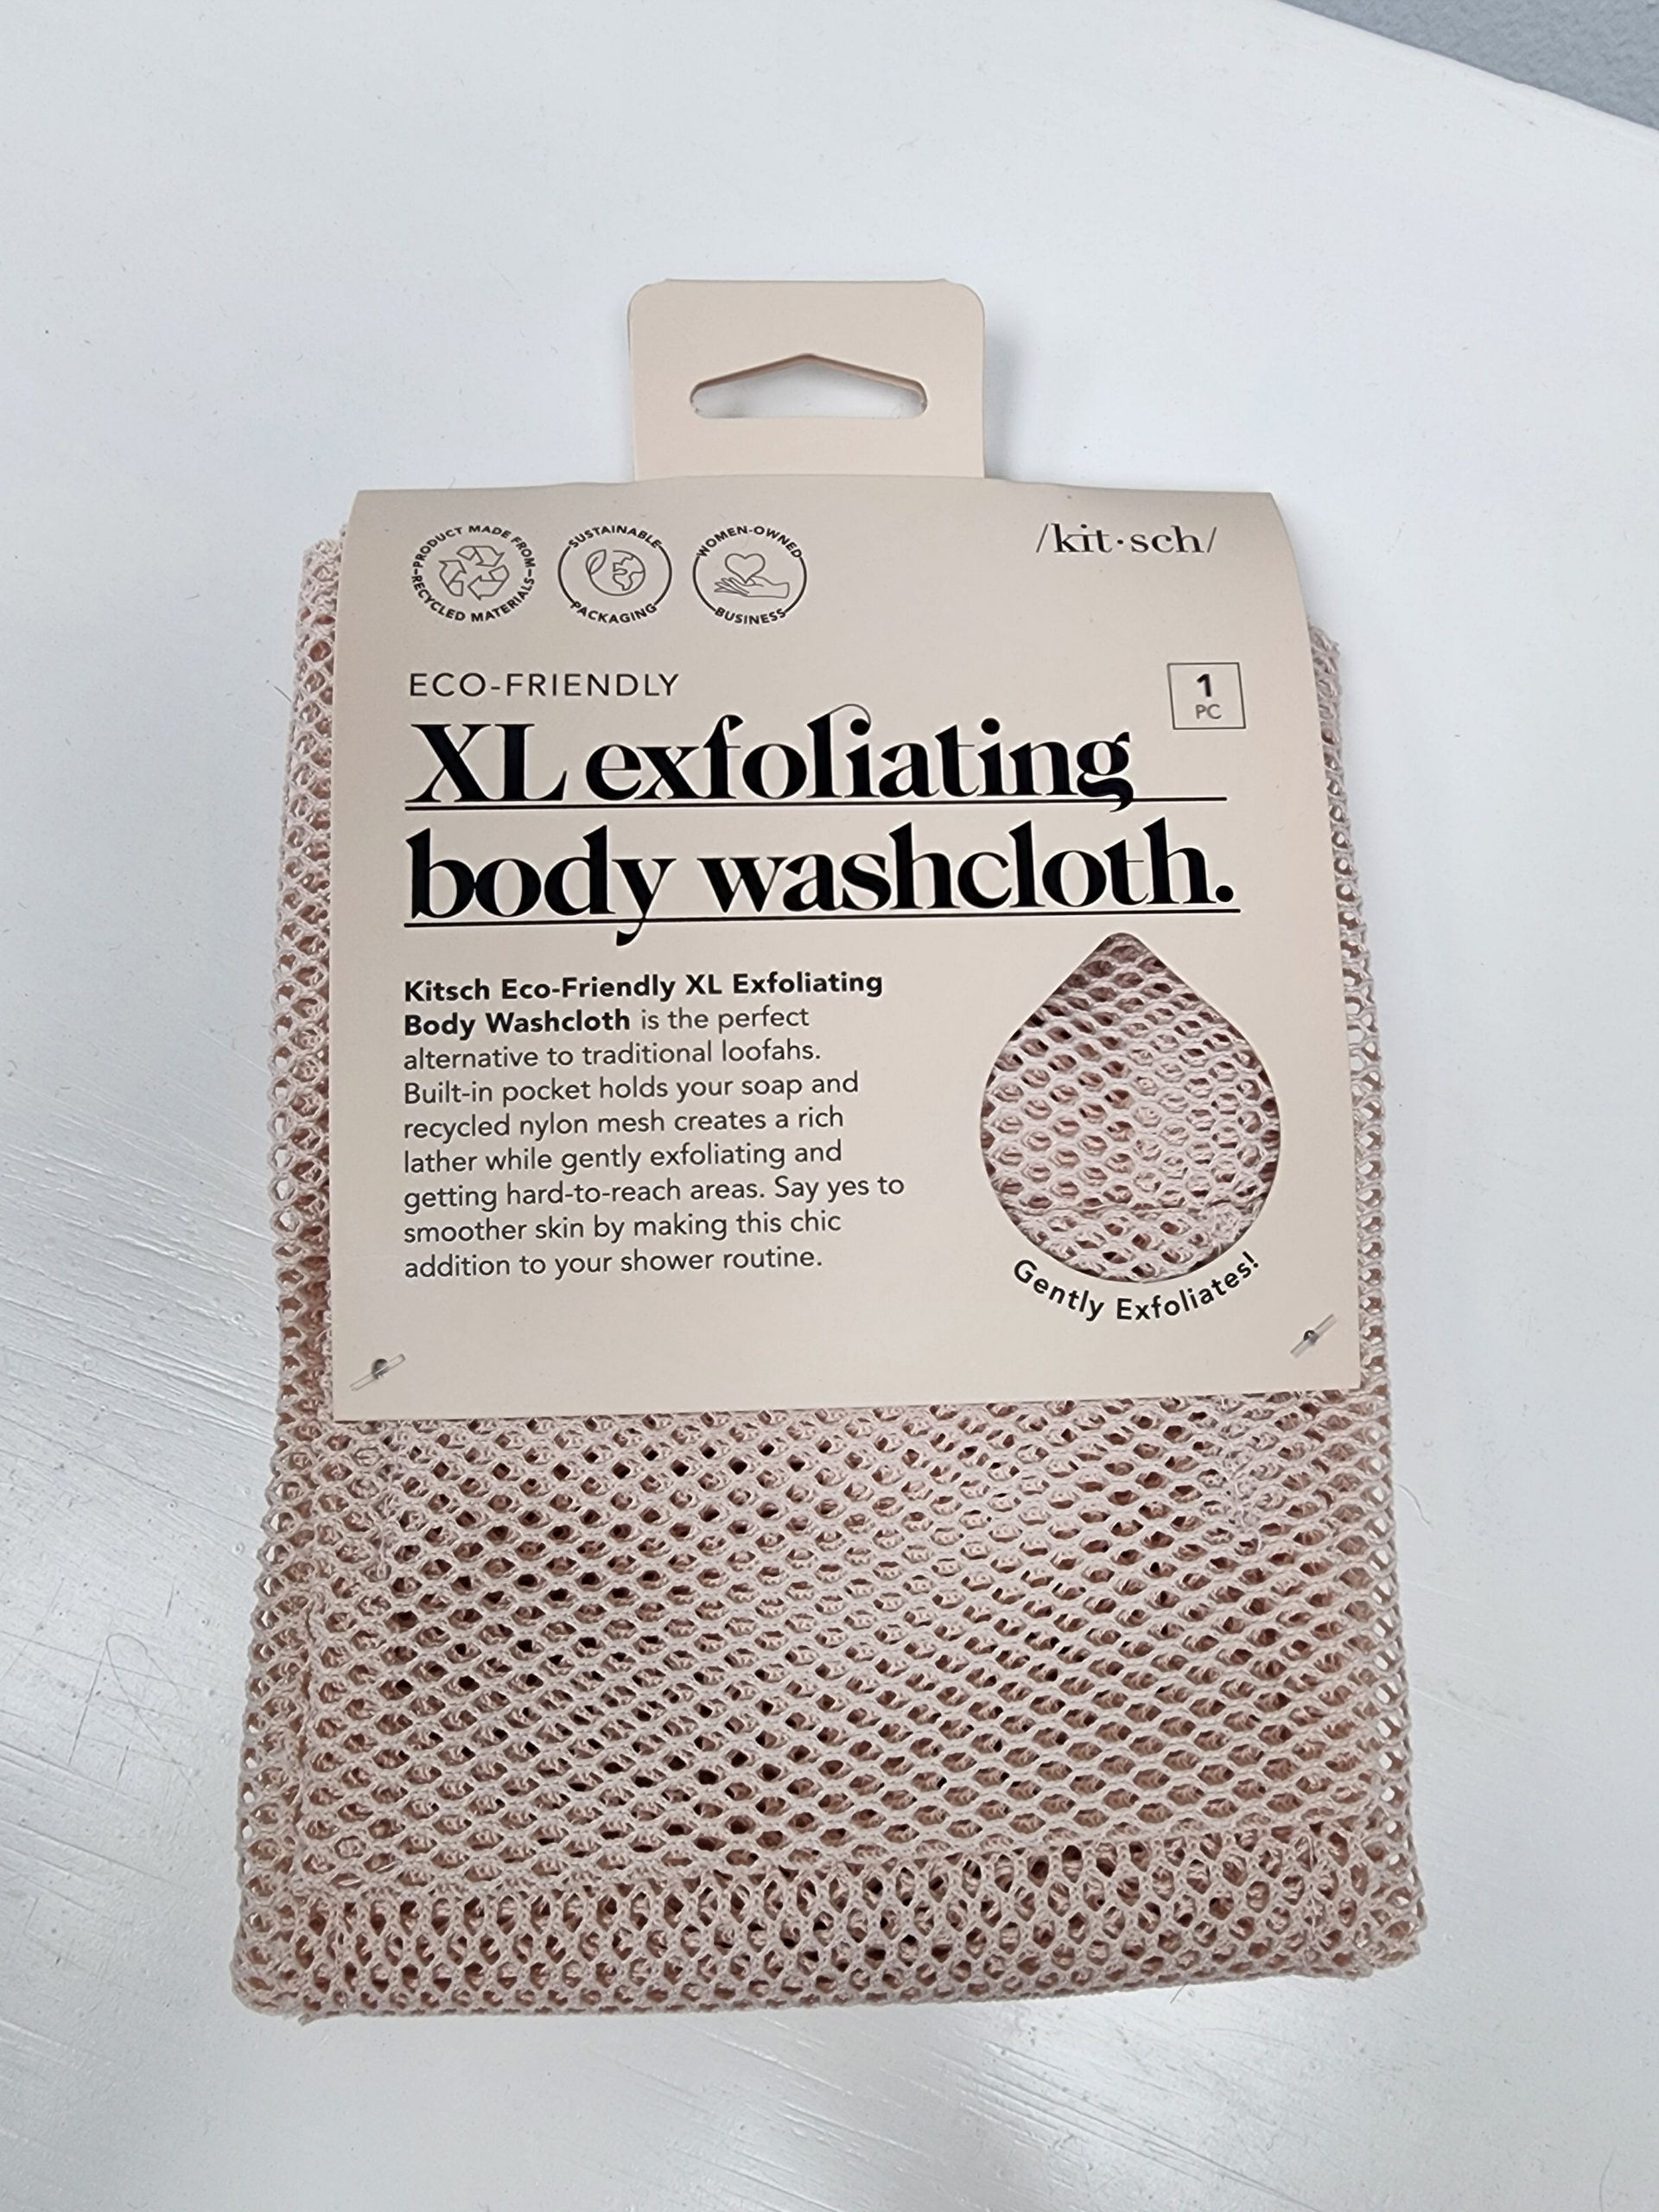 PRODUCT MADE FROM
RECYCLED MATERIALS
SUSTAINABLE
PACKAGING
WOMEN-OWNED
BUSINESS
/kit·sch/
ECO-FRIENDLY
1
PC
XL exfoliating
body washcloth.
Kitsch Eco-Friendly XL Exfoliating
Body Washcloth is the perfect
alternative to traditional loofahs.
Built-in pocket holds your soap and
recycled nylon mesh creates a rich
lather while gently exfoliating and
getting hard-to-reach areas. Say yes to
smoother skin by making this chic
addition to your shower routine.
Gently Exfoliates!